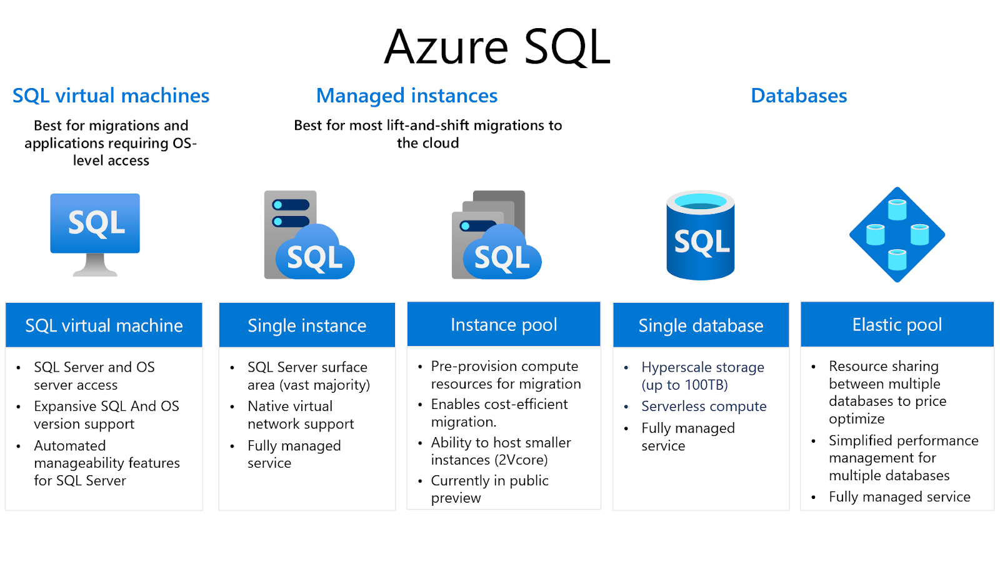 Azure SQL
SQL virtual machines
Best for migrations and
applications requiring OS-
level access
Managed instances
Best for most lift-and-shift migrations to
the cloud
Databases
SQL
SQL
SQL
SQL
SQL virtual machine
• SQL Server and OS
server access
• Expansive SQL And OS
version support
• Automated
manageability features
for SQL Server
Single instance
• SQL Server surface
area (vast majority)
• Native virtual
network support
• Fully managed
service
Instance pool
• Pre-provision compute
resources for migration
• Enables cost-efficient
migration.
• Ability to host smaller
instances (2Vcore)
• Currently in public
preview
Single database
• Hyperscale storage
(up to 100TB)
• Serverless compute
• Fully managed
service
Elastic pool
• Resource sharing
between multiple
databases to price
optimize
• Simplified performance
management for
multiple databases
• Fully managed service